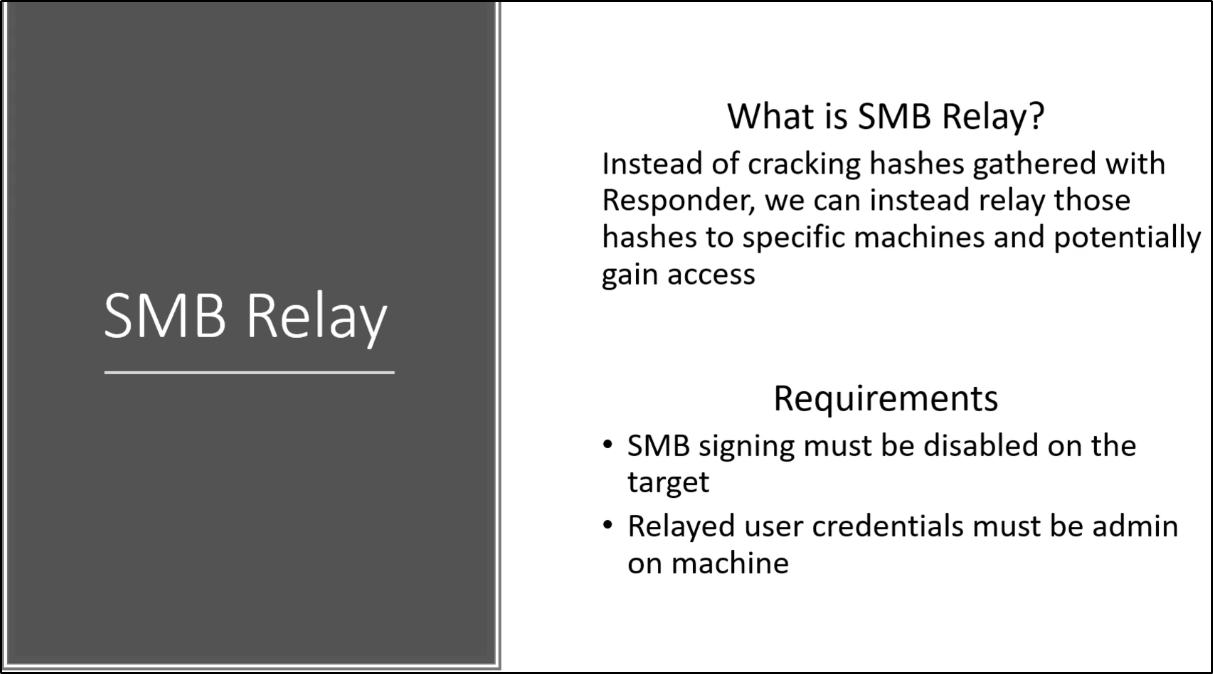 SMB Relay
What is SMB Relay?
Instead of cracking hashes gathered with
Responder, we can instead relay those
hashes to specific machines and potentially
gain access
Requirements
• SMB signing must be disabled on the
target
• Relayed user credentials must be admin
on machine